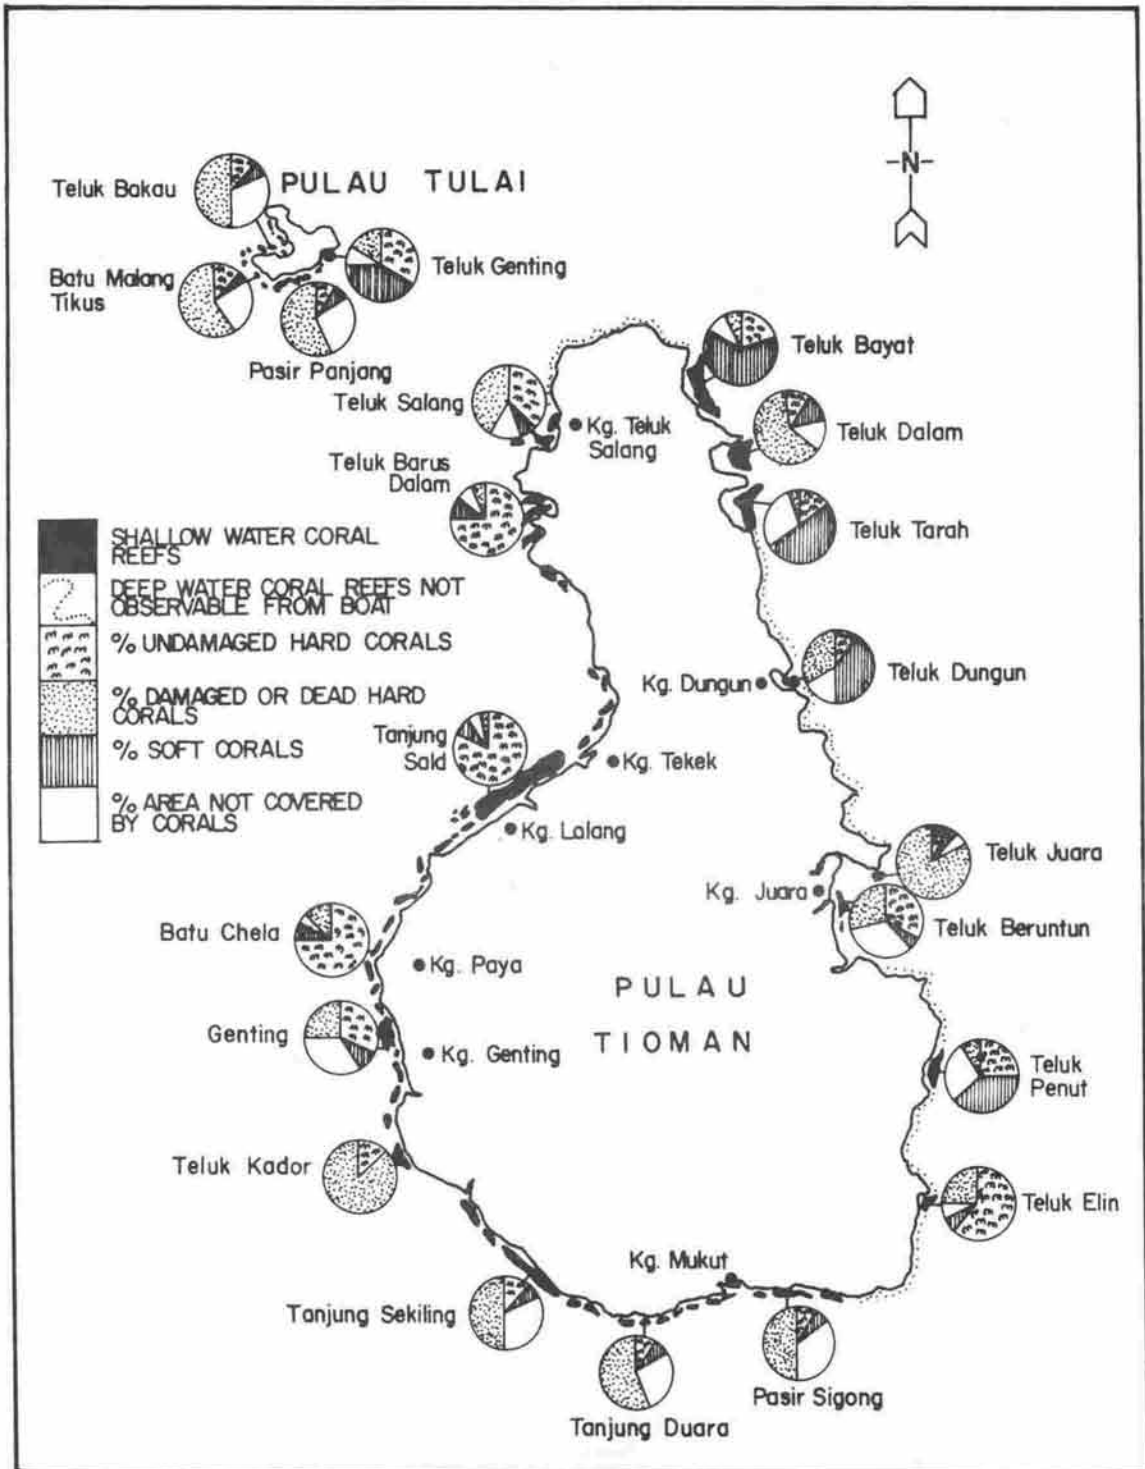 -N-
Teluk Bakau
PULAU TULAI
Batu Malang
Tikus
Teluk Genting
Pasir Panjang
Teluk Bayat
Teluk Salang
Kg. Teluk
Salang
Teluk Dalam
Teluk Barus
Dalam
Teluk Tarah
SHALLOW WATER CORAL
REEFS
DEEP WATER CORAL REEFS NOT
OBSERVABLE FROM BOAT
% UNDAMAGED HARD CORALS
% DAMAGED OR DEAD HARD
CORALS
% SOFT CORALS
% AREA NOT COVERED
BY CORALS
Kg. Dungun
Teluk Dungun
Tanjung
Said
Kg. Tekek
Kg. Lalang
Teluk Juara
Kg. Juara
Teluk Beruntun
Batu Chela
Kg. Paya
PULAU
TIOMAN
Genting
Kg. Genting
Teluk
Penut
Teluk Kador
Teluk Elin
Kg. Mukut
Tanjung Sekiling
Pasir Sigong
Tanjung Duara